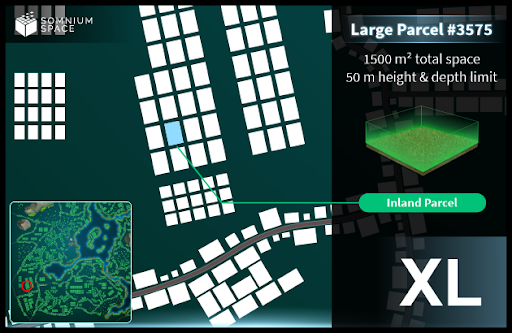 SOMNIUM
SPACE
Large Parcel #3575
1500 m² total space
50 m height & depth limit
Inland Parcel
XL